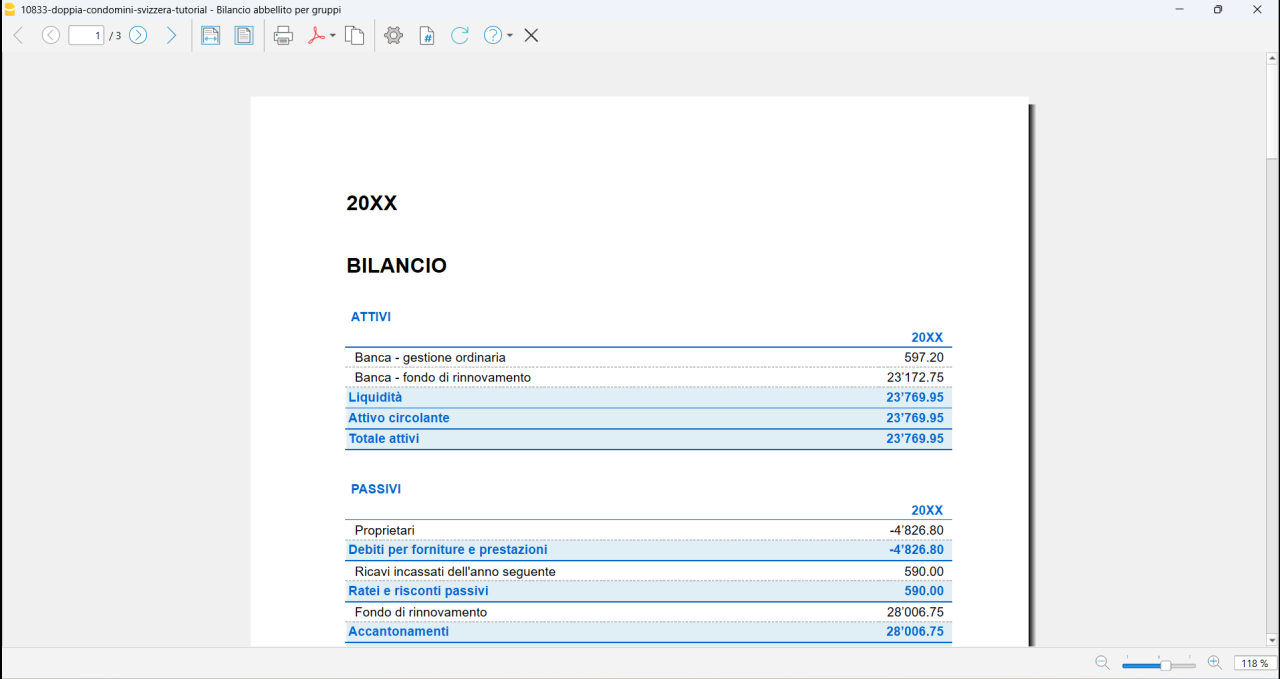 10833-doppia-condomini-svizzera-tutorial - Bilancio abbellito per gruppi
1 / 3
20XX
BILANCIO
ATTIVI
20XX
Banca - gestione ordinaria 597.20
Banca - fondo di rinnovamento 23'172.75
Liquidità 23'769.95
Attivo circolante 23'769.95
Totale attivi 23'769.95
PASSIVI
20XX
Proprietari -4'826.80
Debiti per forniture e prestazioni -4'826.80
Ricavi incassati dell'anno seguente 590.00
Ratei e risconti passivi 590.00
Fondo di rinnovamento 28'006.75
Accantonamenti 28'006.75
118 %